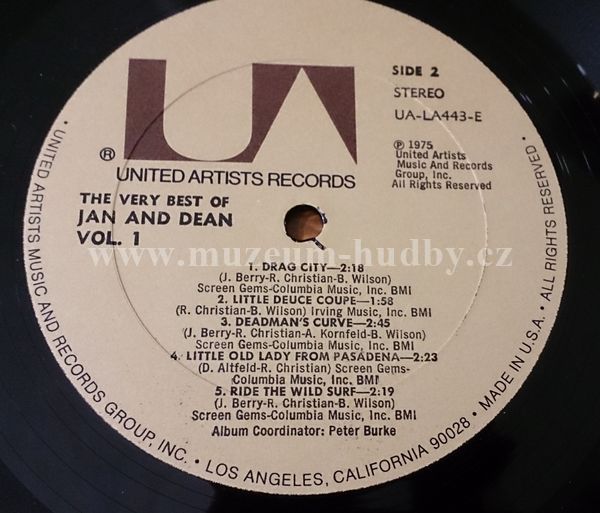 UA
®
UNITED ARTISTS RECORDS
SIDE 2
STEREO
UA-LA443-E
℗ 1975
United Artists
Music And Records
Group, Inc.
All Rights Reserved
THE VERY BEST OF
JAN AND DEAN
VOL. 1
www.muzeum-hudby.cz
1. DRAG CITY—2:18
(J. Berry-R. Christian-B. Wilson)
Screen Gems-Columbia Music, Inc. BMI
2. LITTLE DEUCE COUPE—1:58
(R. Christian-B. Wilson) Irving Music, Inc. BMI
3. DEADMAN'S CURVE—2:45
(J. Berry-R. Christian-A. Kornfeld-B. Wilson)
Screen Gems-Columbia Music, Inc. BMI
4. LITTLE OLD LADY FROM PASADENA—2:23
(D. Altfeld-R. Christian) Screen Gems-
Columbia Music, Inc. BMI
5. RIDE THE WILD SURF—2:19
(J. Berry-R. Christian-B. Wilson)
Screen Gems-Columbia Music, Inc. BMI
Album Coordinator: Peter Burke
• UNITED ARTISTS MUSIC AND RECORDS GROUP, INC. • LOS ANGELES, CALIFORNIA 90028 • MADE IN U.S.A. • ALL RIGHTS RESERVED.